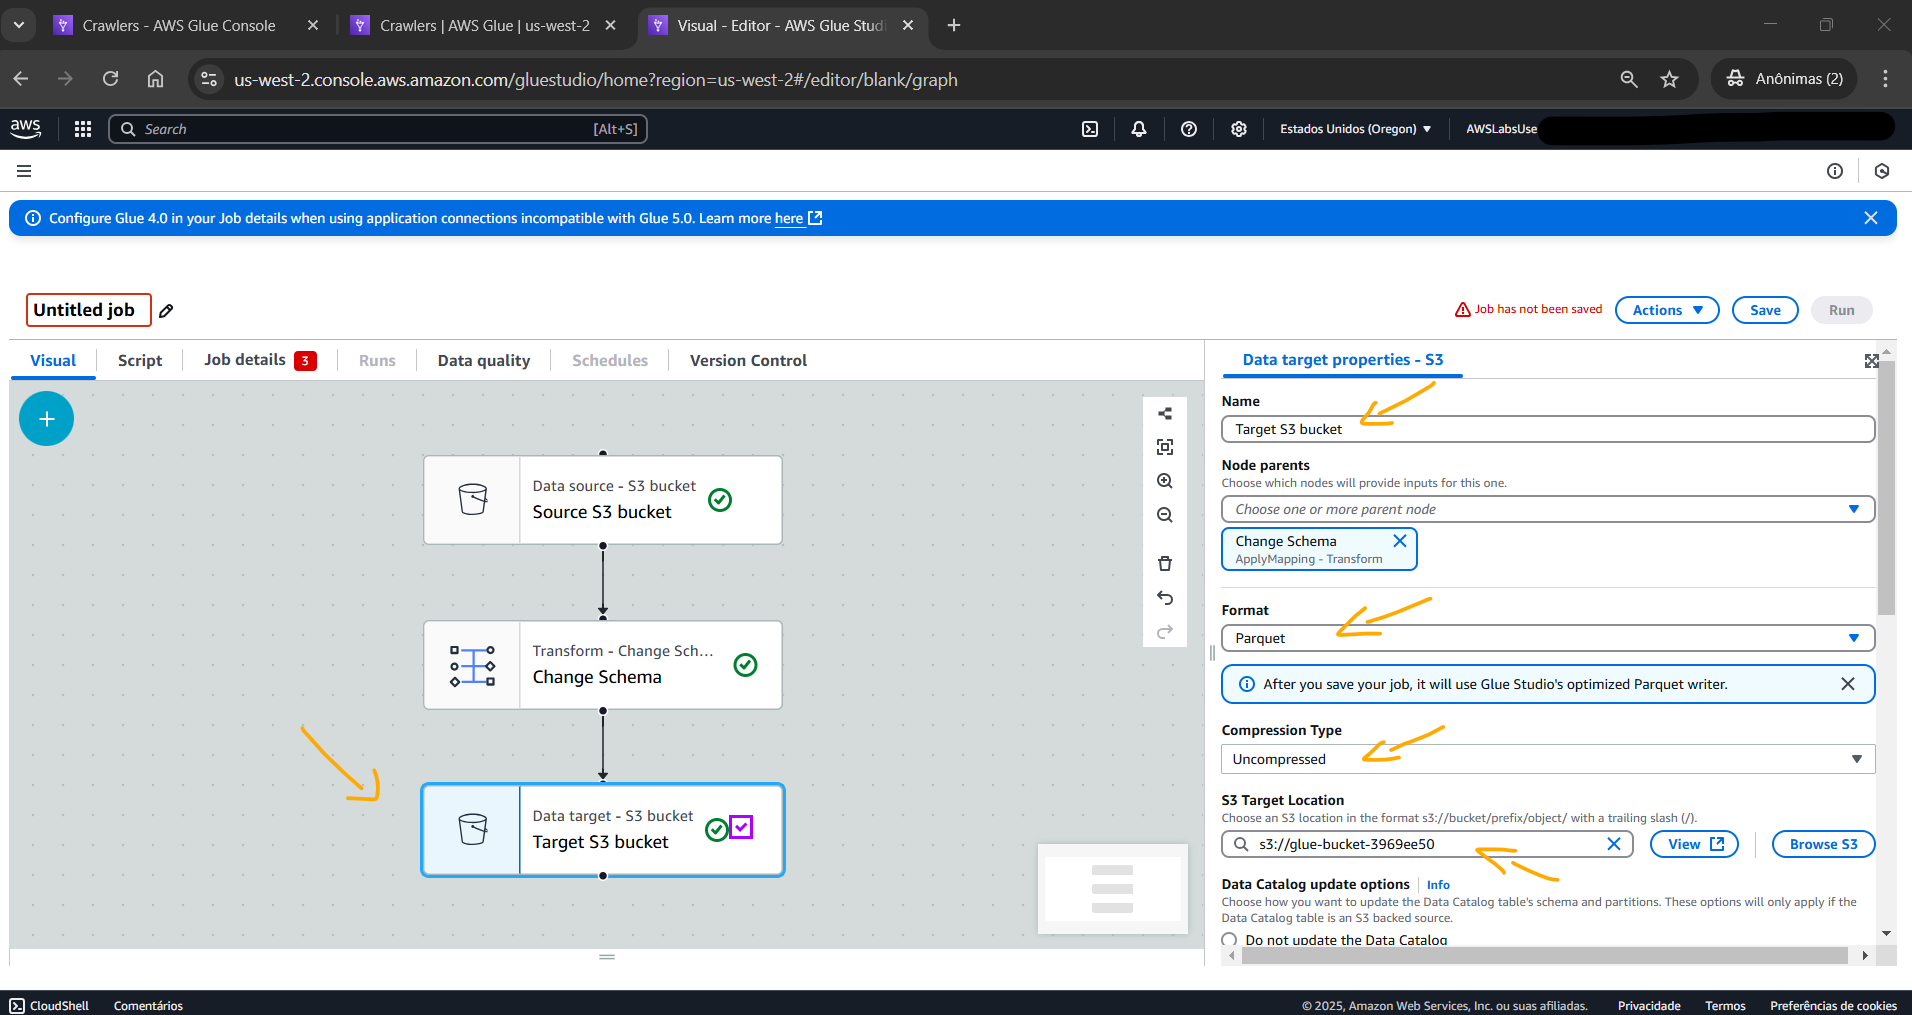 Crawlers - AWS Glue Console
Crawlers | AWS Glue | us-west-2
Visual - Editor - AWS Glue Studi
us-west-2.console.aws.amazon.com/gluestudio/home?region=us-west-2#/editor/blank/graph
Anônimas (2)
aws
Search
[Alt+S]
Estados Unidos (Oregon)
AWSLabsUse
Configure Glue 4.0 in your Job details when using application connections incompatible with Glue 5.0. Learn more here
Untitled job
Job has not been saved
Actions
Save
Run
Visual
Script
Job details 3
Runs
Data quality
Schedules
Version Control
Data source - S3 bucket
Source S3 bucket
Transform - Change Sch...
Change Schema
Data target - S3 bucket
Target S3 bucket
Data target properties - S3
Name
Target S3 bucket
Node parents
Choose which nodes will provide inputs for this one.
Choose one or more parent node
Change Schema
ApplyMapping - Transform
Format
Parquet
After you save your job, it will use Glue Studio's optimized Parquet writer.
Compression Type
Uncompressed
S3 Target Location
Choose an S3 location in the format s3://bucket/prefix/object/ with a trailing slash (/).
s3://glue-bucket-3969ee50
View
Browse S3
Data Catalog update options
Info
Choose how you want to update the Data Catalog table's schema and partitions. These options will only apply if the
Data Catalog table is an S3 backed source.
Do not update the Data Catalog
CloudShell
Comentários
© 2025, Amazon Web Services, Inc. ou suas afiliadas.
Privacidade
Termos
Preferências de cookies